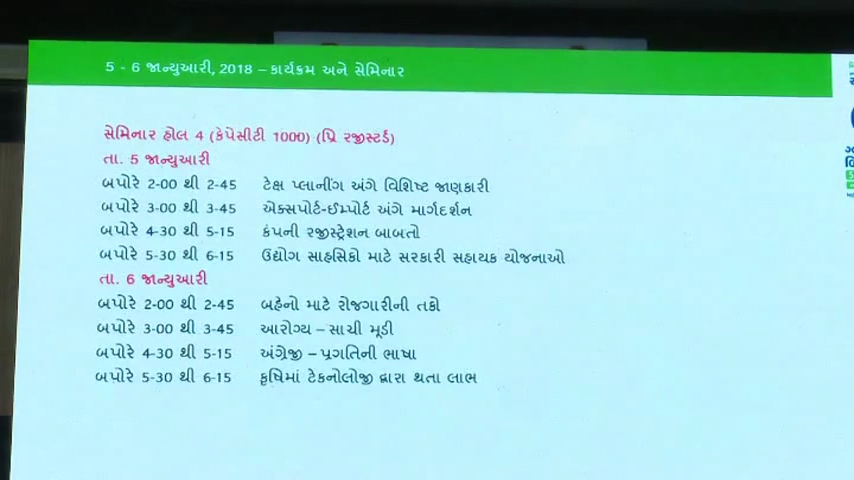 5 - 6 જાન્યુઆરી, 2018 – કાર્યક્રમ અને સેમિનાર
સેમિનાર હોલ 4 (કેપેસીટી 1000) (પ્રિ રજીસ્ટર્ડ)
તા. 5 જાન્યુઆરી
બપોરે 2-00 થી 2-45 ટેક્ષ પ્લાનીંગ અંગે વિશિષ્ટ જાણકારી
બપોરે 3-00 થી 3-45 એક્સપોર્ટ-ઈમ્પોર્ટ અંગે માર્ગદર્શન
બપોરે 4-30 થી 5-15 કંપની રજીસ્ટ્રેશન બાબતો
બપોરે 5-30 થી 6-15 ઉદ્યોગ સાહસિકો માટે સરકારી સહાયક યોજનાઓ
તા. 6 જાન્યુઆરી
બપોરે 2-00 થી 2-45 બહેનો માટે રોજગારીની તકો
બપોરે 3-00 થી 3-45 આરોગ્ય – સાચી મૂડી
બપોરે 4-30 થી 5-15 અંગ્રેજી – પ્રગતિની ભાષા
બપોરે 5-30 થી 6-15 કૃષિમાં ટેકનોલોજી દ્વારા થતા લાભ